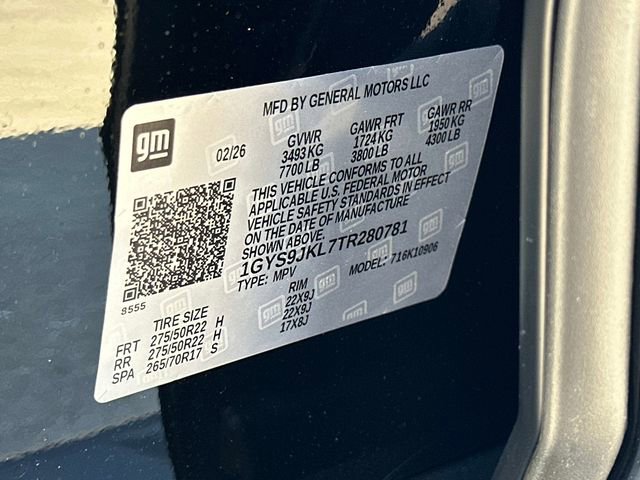 MFD BY GENERAL MOTORS LLC
gm
02/26
GVWR GAWR FRT GAWR RR
3493 KG 1724 KG 1950 KG
7700 LB 3800 LB 4300 LB
THIS VEHICLE CONFORMS TO ALL
APPLICABLE U.S. FEDERAL MOTOR
VEHICLE SAFETY STANDARDS IN EFFECT
ON THE DATE OF MANUFACTURE
SHOWN ABOVE.
1GYS9JKL7TR280781
TYPE: MPV MODEL: 716K10906
8555
TIRE SIZE RIM
FRT 275/50R22 H 22X9J
RR 275/50R22 H 22X9J
SPA 265/70R17 S 17X8J